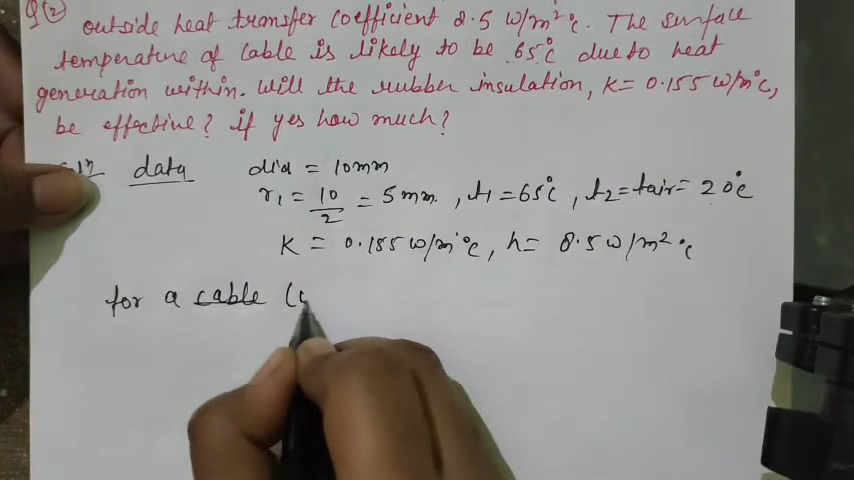 Q(2)
outside heat transfer coefficient 8.5 W/m²°C. The surface
temperature of Cable is likely to be 65°C due to heat
generation within. Will the rubber insulation, K = 0.155 W/m°C,
be effective? if yes how much?
data dia = 10mm
r₁ = 10/2 = 5mm, t₁ = 65°C, t₂ = tair = 20°C
K = 0.155 W/m°C, h = 8.5 W/m²°C
for a cable (